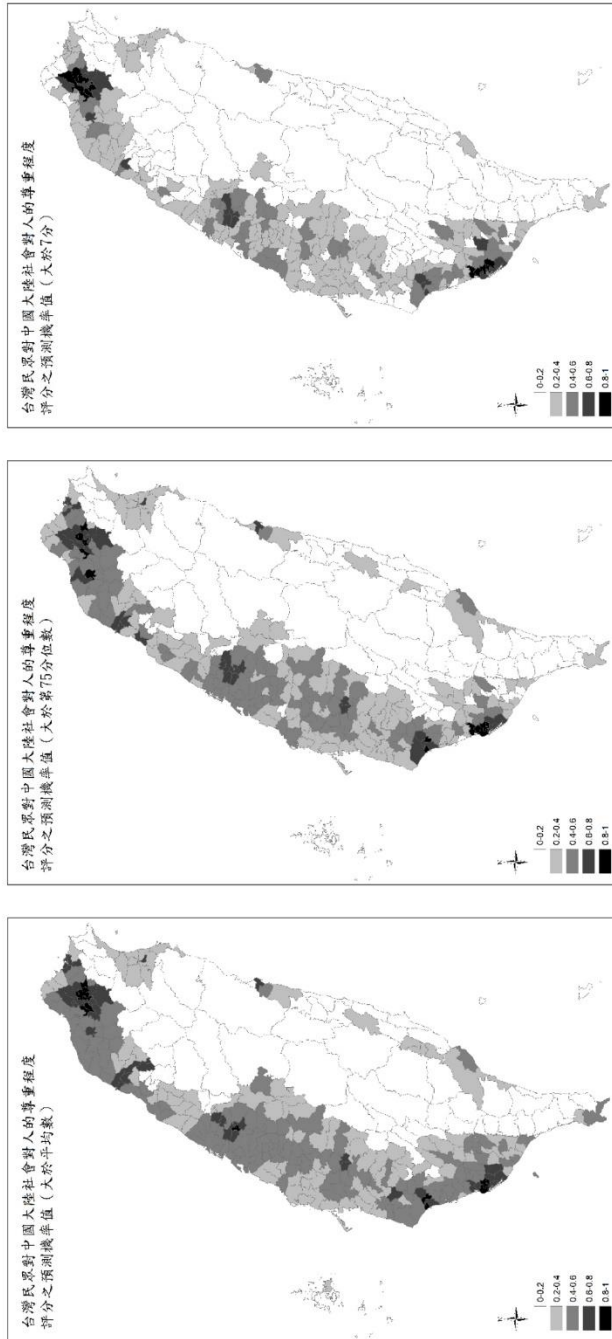 台灣民眾對中國大陸社會對人的尊重程度
評分之預測機率值（大於平均數）
N
0-0.2
0.2-0.4
0.4-0.6
0.6-0.8
0.8-1
台灣民眾對中國大陸社會對人的尊重程度
評分之預測機率值（大於第75分位數）
N
0-0.2
0.2-0.4
0.4-0.6
0.6-0.8
0.8-1
台灣民眾對中國大陸社會對人的尊重程度
評分之預測機率值（大於7分）
N
0-0.2
0.2-0.4
0.4-0.6
0.6-0.8
0.8-1